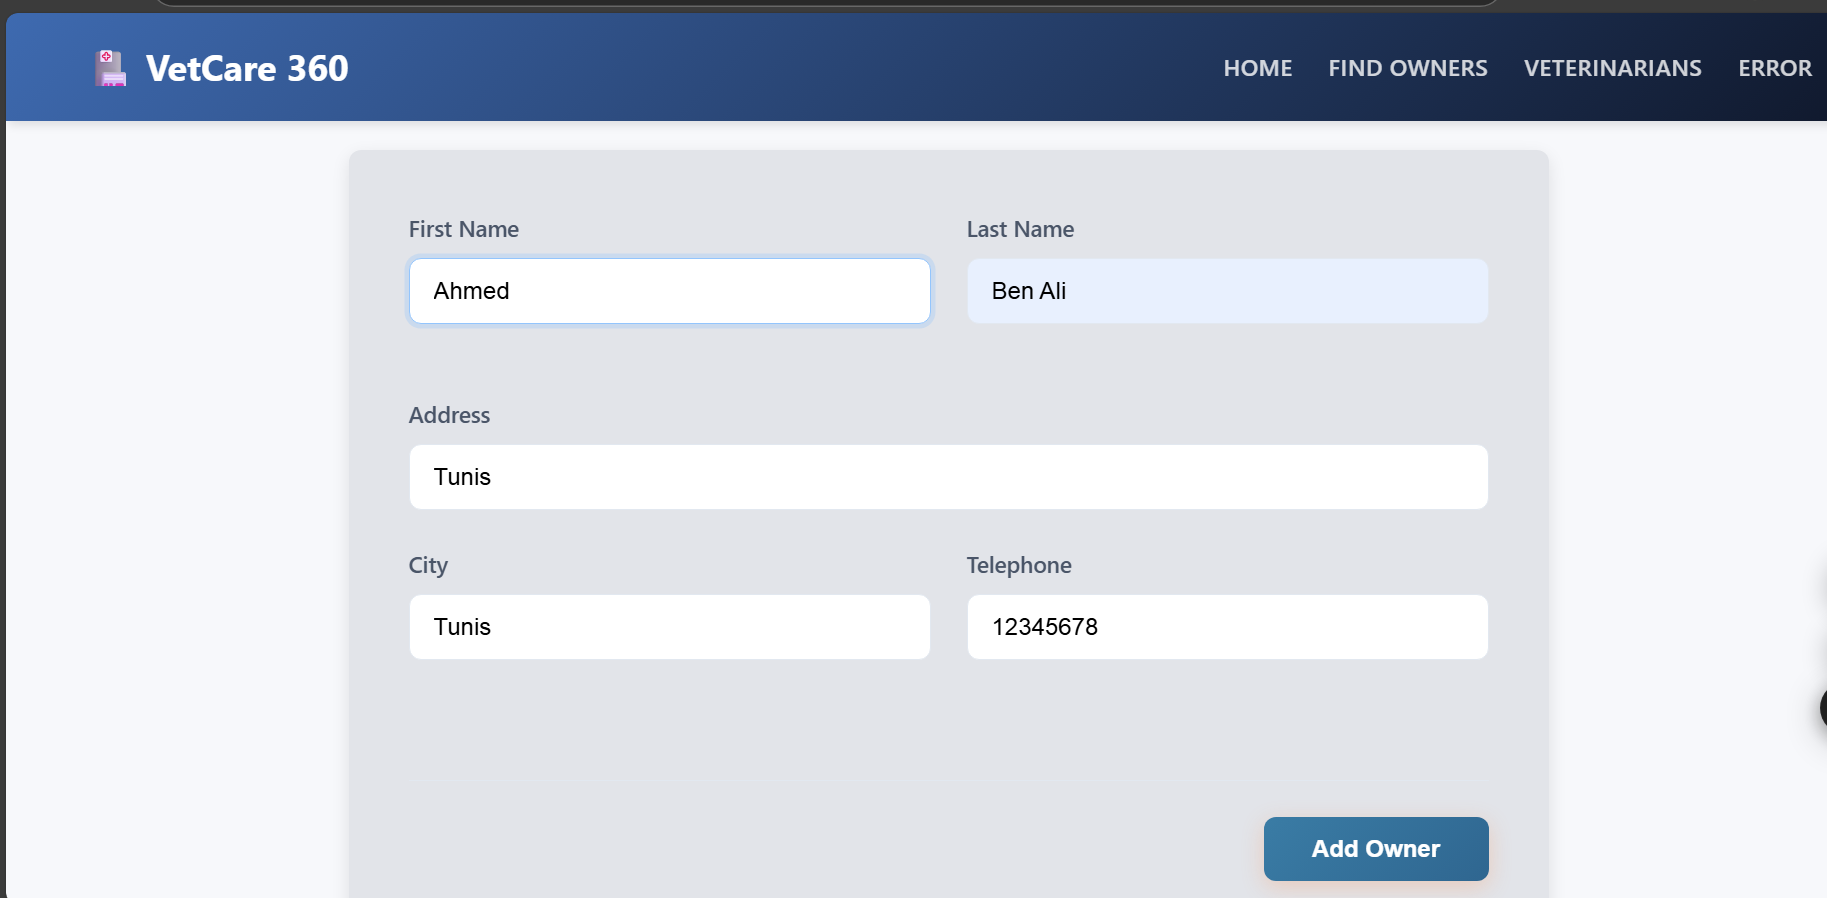 VetCare 360
HOME FIND OWNERS VETERINARIANS ERROR
First Name Last Name
Ahmed Ben Ali
Address
Tunis
City Telephone
Tunis 12345678
Add Owner